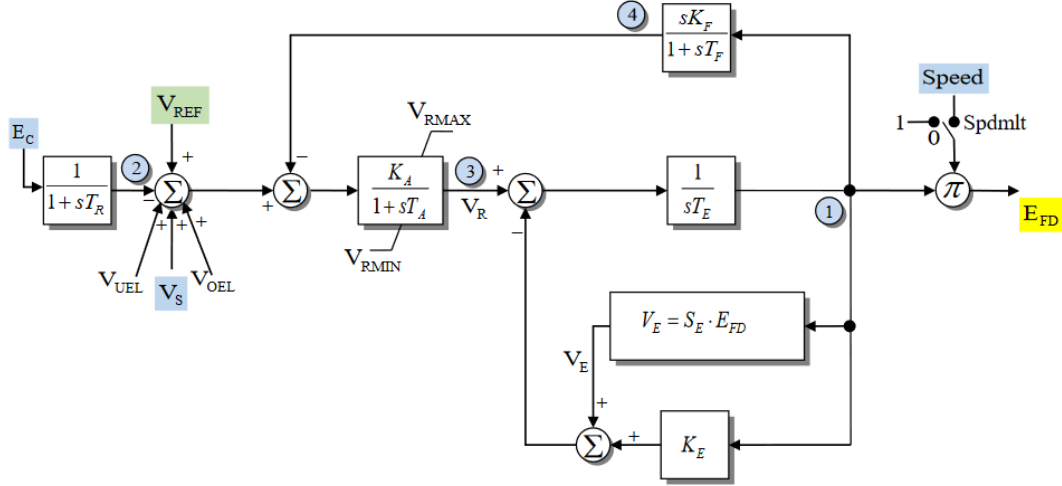 4
sK_F
1 + sT_F
Speed
V_REF
V_RMAX
1
0
Spdmlt
E_C
+
−
1
1 + sT_R
2
−
Σ
+
Σ
K_A
1 + sT_A
3
V_R
+
Σ
−
1
sT_E
1
π
E_FD
+
+
+
V_UEL
V_S
V_OEL
V_RMIN
V_E = S_E · E_FD
V_E
+
Σ
+
K_E